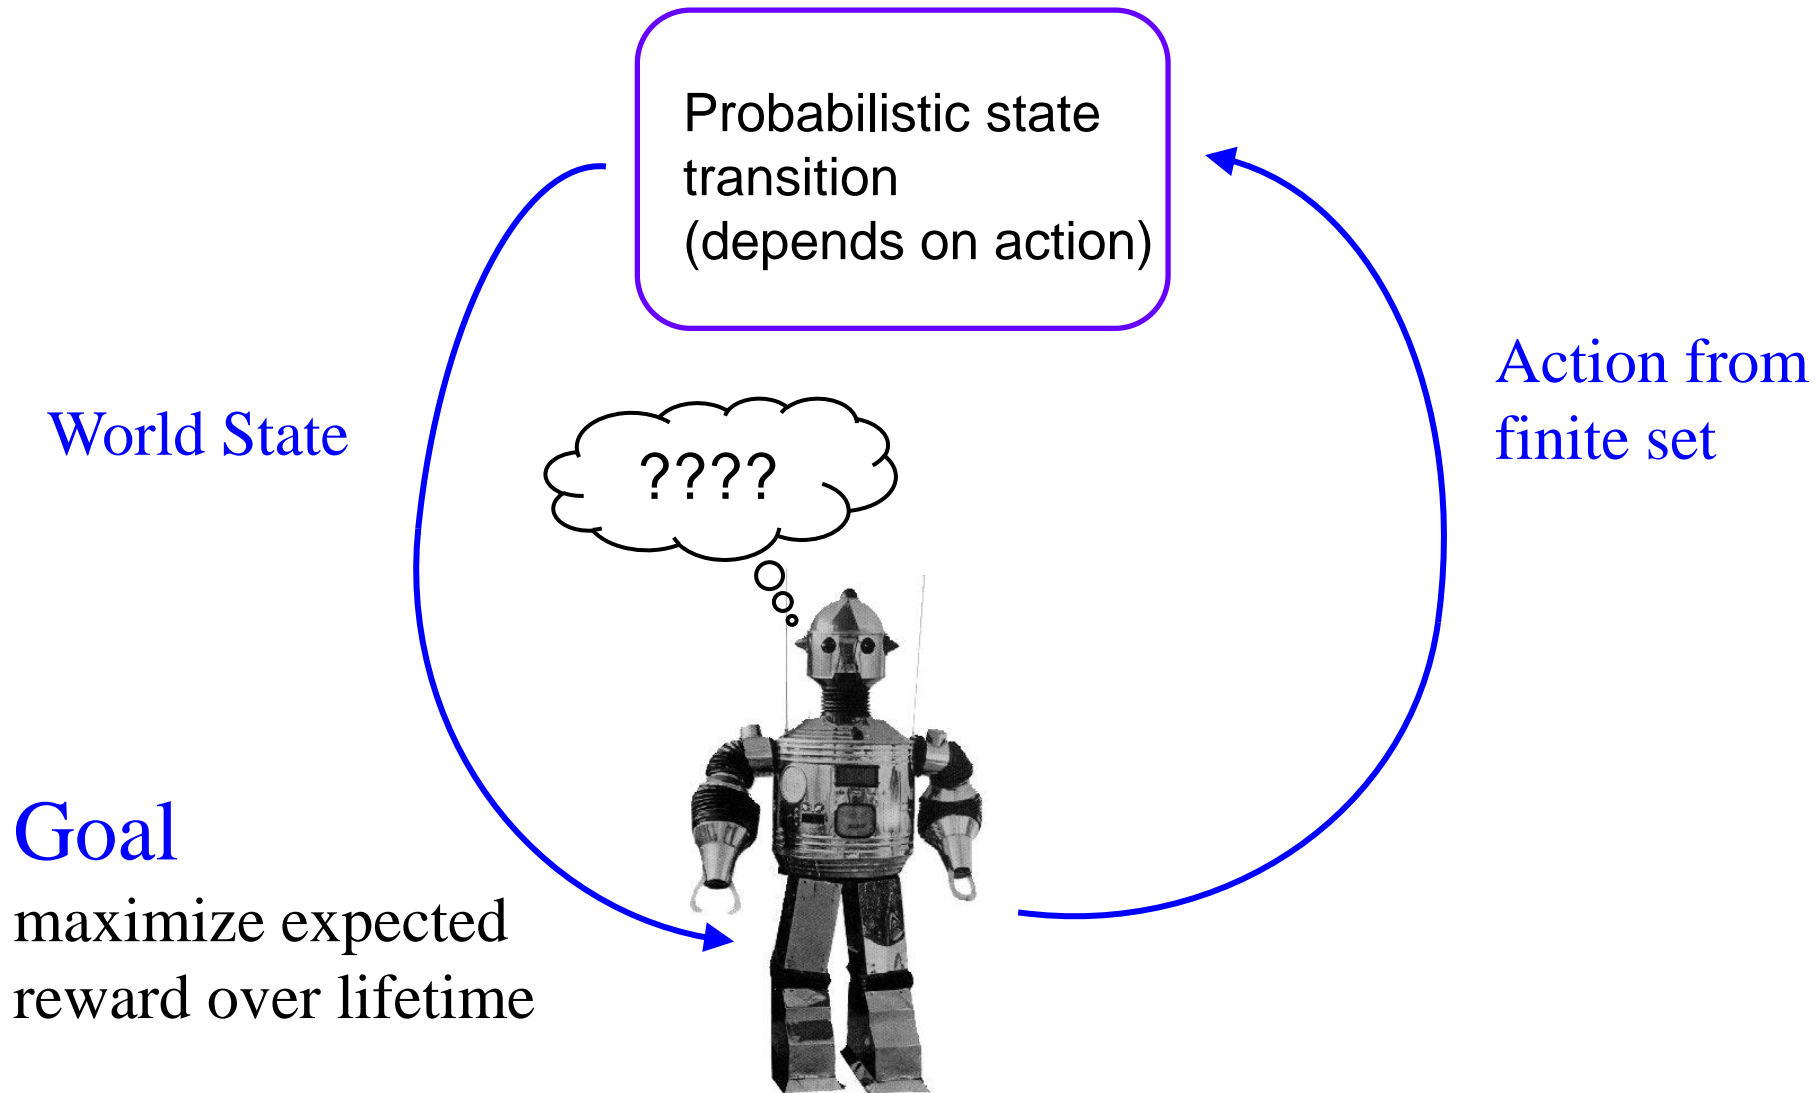 Probabilistic state
transition
(depends on action)
World State
????
Action from
finite set
Goal
maximize expected
reward over lifetime